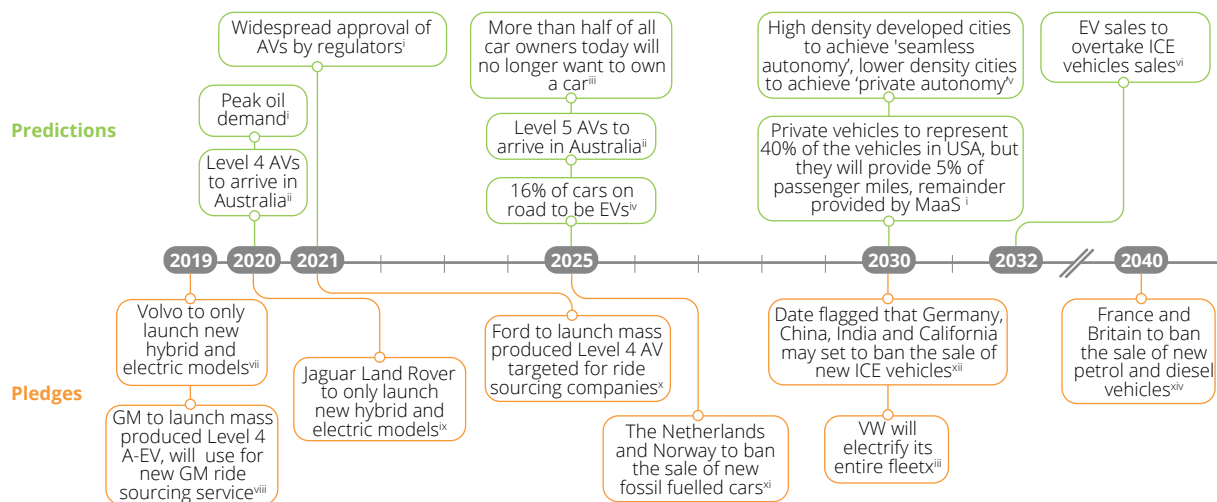 Widespread approval of
AVs by regulatorsⁱ
More than half of all
car owners today will
no longer want to own
a carⁱⁱⁱ
High density developed cities
to achieve 'seamless
autonomy', lower density cities
to achieve ‘private autonomy’ᵛ
EV sales to
overtake ICE
vehicles salesᵛⁱ
Predictions
Peak oil
demandⁱ
Level 4 AVs
to arrive in
Australiaⁱⁱ
Level 5 AVs to
arrive in Australiaⁱⁱ
16% of cars on
road to be EVsⁱᵛ
Private vehicles to represent
40% of the vehicles in USA, but
they will provide 5% of
passenger miles, remainder
provided by MaaS ⁱ
2019
2020
2021
2025
2030
2032
2040
Pledges
Volvo to only
launch new
hybrid and
electric modelsᵛⁱⁱ
GM to launch mass
produced Level 4
A-EV, will use for
new GM ride
sourcing serviceᵛⁱⁱⁱ
Jaguar Land Rover
to only launch
new hybrid and
electric modelsⁱˣ
Ford to launch mass
produced Level 4 AV
targeted for ride
sourcing companiesˣ
The Netherlands
and Norway to ban
the sale of new
fossil fuelled carsˣⁱ
Date flagged that Germany,
China, India and California
may set to ban the sale of
new ICE vehiclesˣⁱⁱ
VW will
electrify its
entire fleetxⁱⁱⁱ
France and
Britain to ban
the sale of new
petrol and diesel
vehiclesˣⁱᵛ